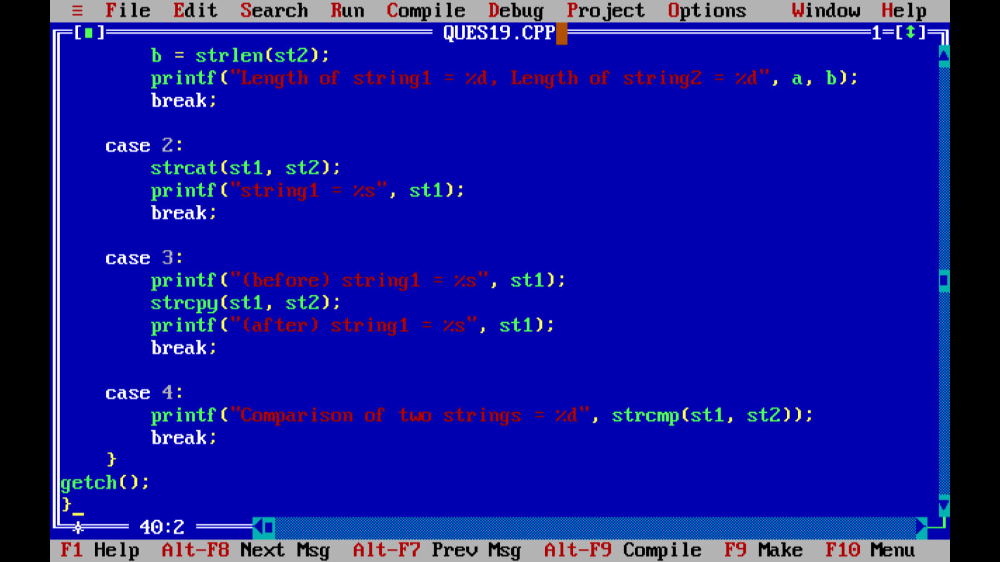 ≡ File Edit Search Run Compile Debug Project Options Window Help
[■] QUES19.CPP 1=[↕]
b = strlen(st2);
printf("Length of string1 = %d, Length of string2 = %d", a, b);
break;
case 2:
strcat(st1, st2);
printf("string1 = %s", st1);
break;
case 3:
printf("(before) string1 = %s", st1);
strcpy(st1, st2);
printf("(after) string1 = %s", st1);
break;
case 4:
printf("Comparison of two strings = %d", strcmp(st1, st2));
break;
}
getch();
}_
40:2
F1 Help Alt-F8 Next Msg Alt-F7 Prev Msg Alt-F9 Compile F9 Make F10 Menu